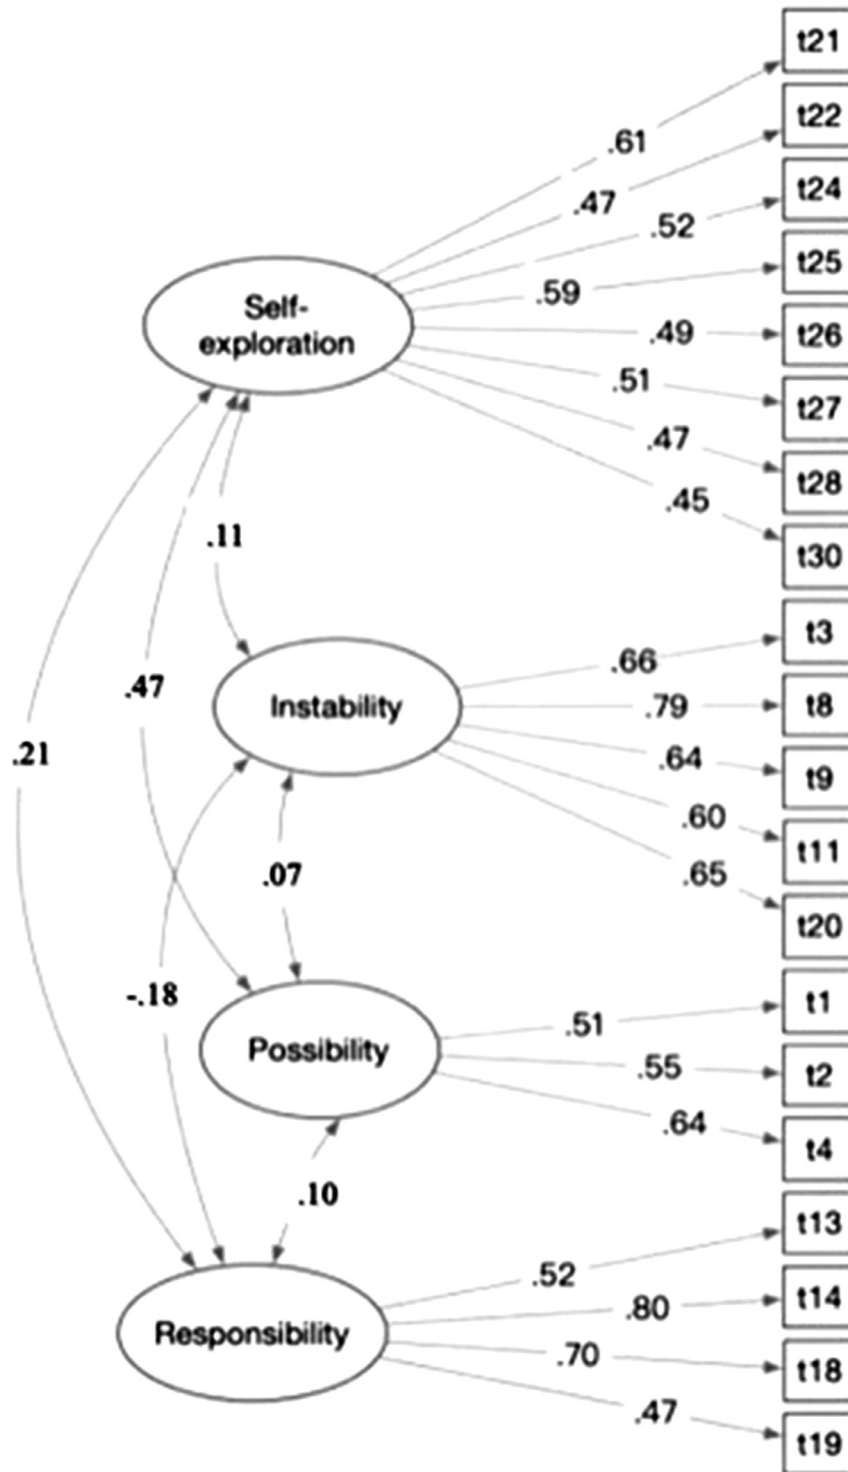 t21
.61
t22
.47
t24
.52
t25
.59
Self-
exploration
t26
.49
t27
.51
t28
.47
t30
.45
.11
t3
.66
.47
Instability
t8
.79
.21
t9
.64
t11
.60
t20
.65
.07
-.18
t1
.51
Possibility
t2
.55
t4
.64
.10
t13
.52
t14
.80
Responsibility
t18
.70
t19
.47